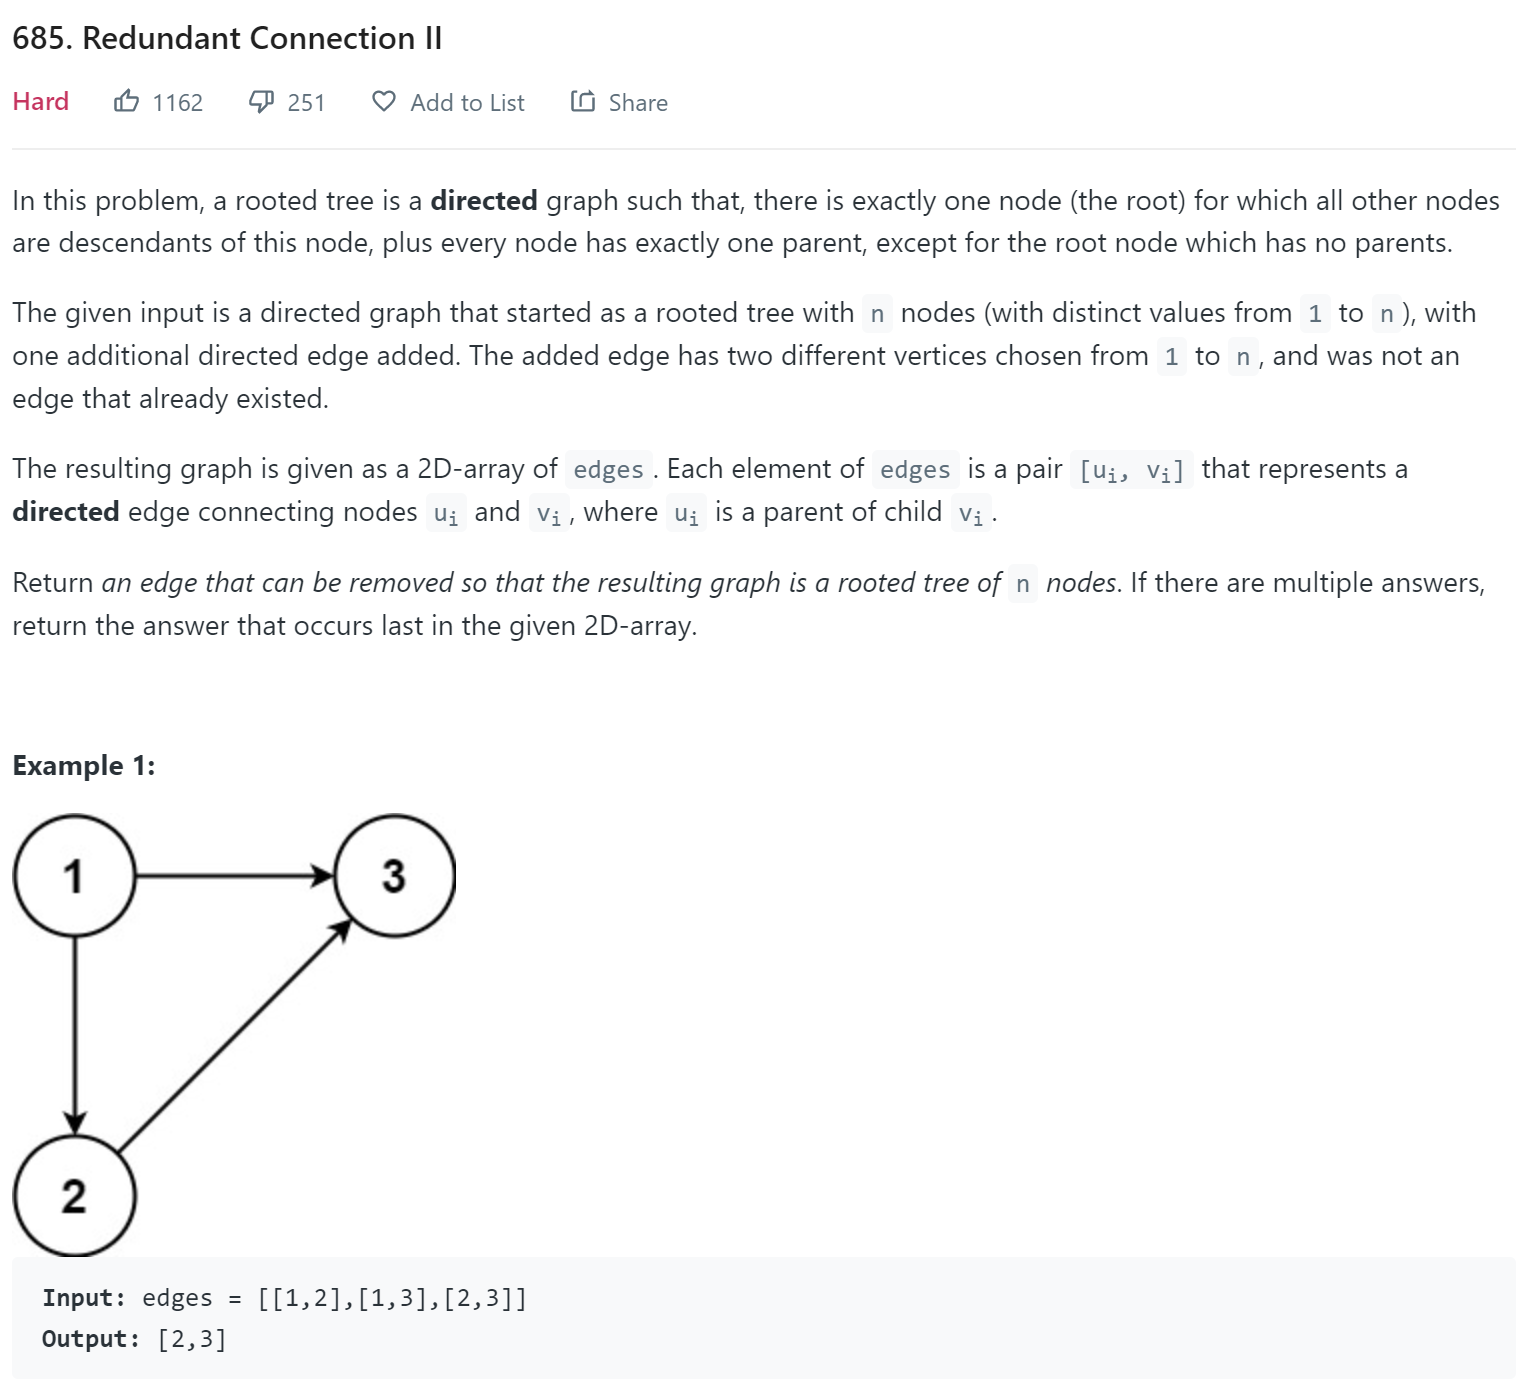 685. Redundant Connection II
Hard 1162 251 Add to List Share
In this problem, a rooted tree is a directed graph such that, there is exactly one node (the root) for which all other nodes
are descendants of this node, plus every node has exactly one parent, except for the root node which has no parents.
The given input is a directed graph that started as a rooted tree with n nodes (with distinct values from 1 to n), with
one additional directed edge added. The added edge has two different vertices chosen from 1 to n, and was not an
edge that already existed.
The resulting graph is given as a 2D-array of edges. Each element of edges is a pair [uᵢ, vᵢ] that represents a
directed edge connecting nodes uᵢ and vᵢ, where uᵢ is a parent of child vᵢ.
Return an edge that can be removed so that the resulting graph is a rooted tree of n nodes. If there are multiple answers,
return the answer that occurs last in the given 2D-array.
Example 1:
1 3
2
Input: edges = [[1,2],[1,3],[2,3]]
Output: [2,3]